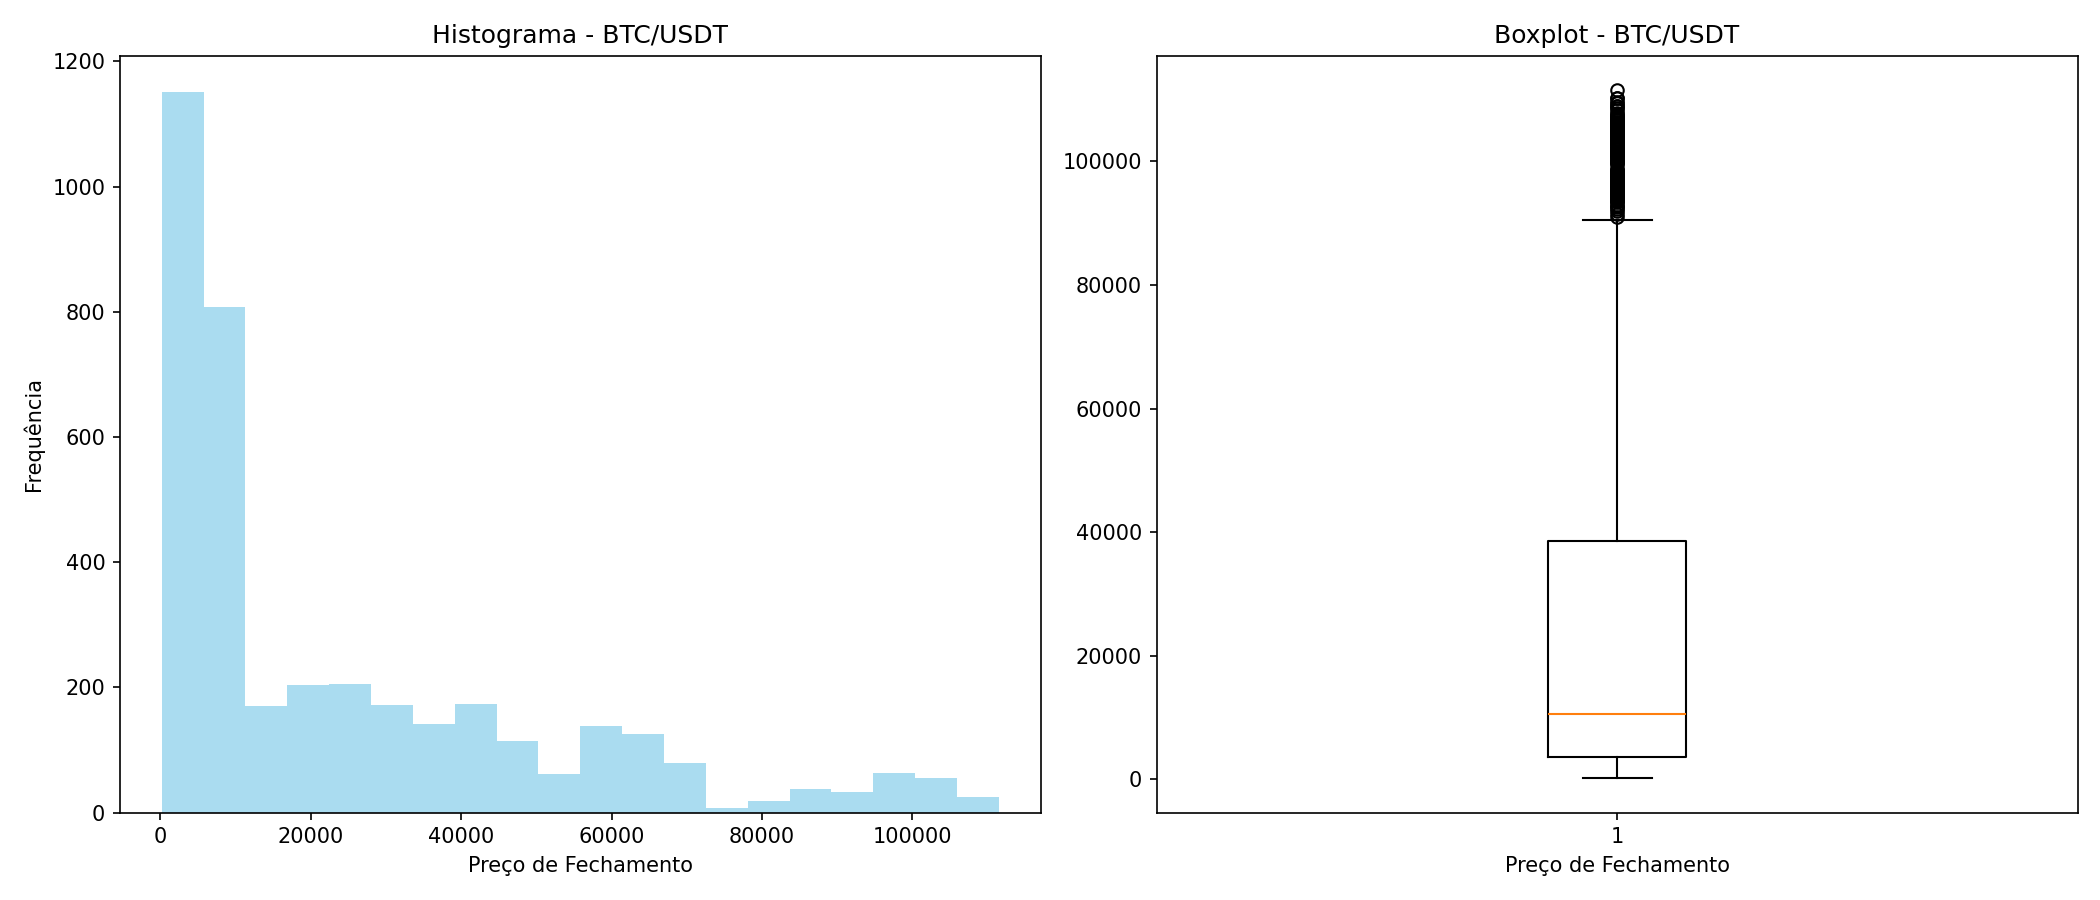 Histograma - BTC/USDT
1200
1000
800
600
400
200
0
Frequência
0 20000 40000 60000 80000 100000
Preço de Fechamento
Boxplot - BTC/USDT
100000
80000
60000
40000
20000
0
1
Preço de Fechamento